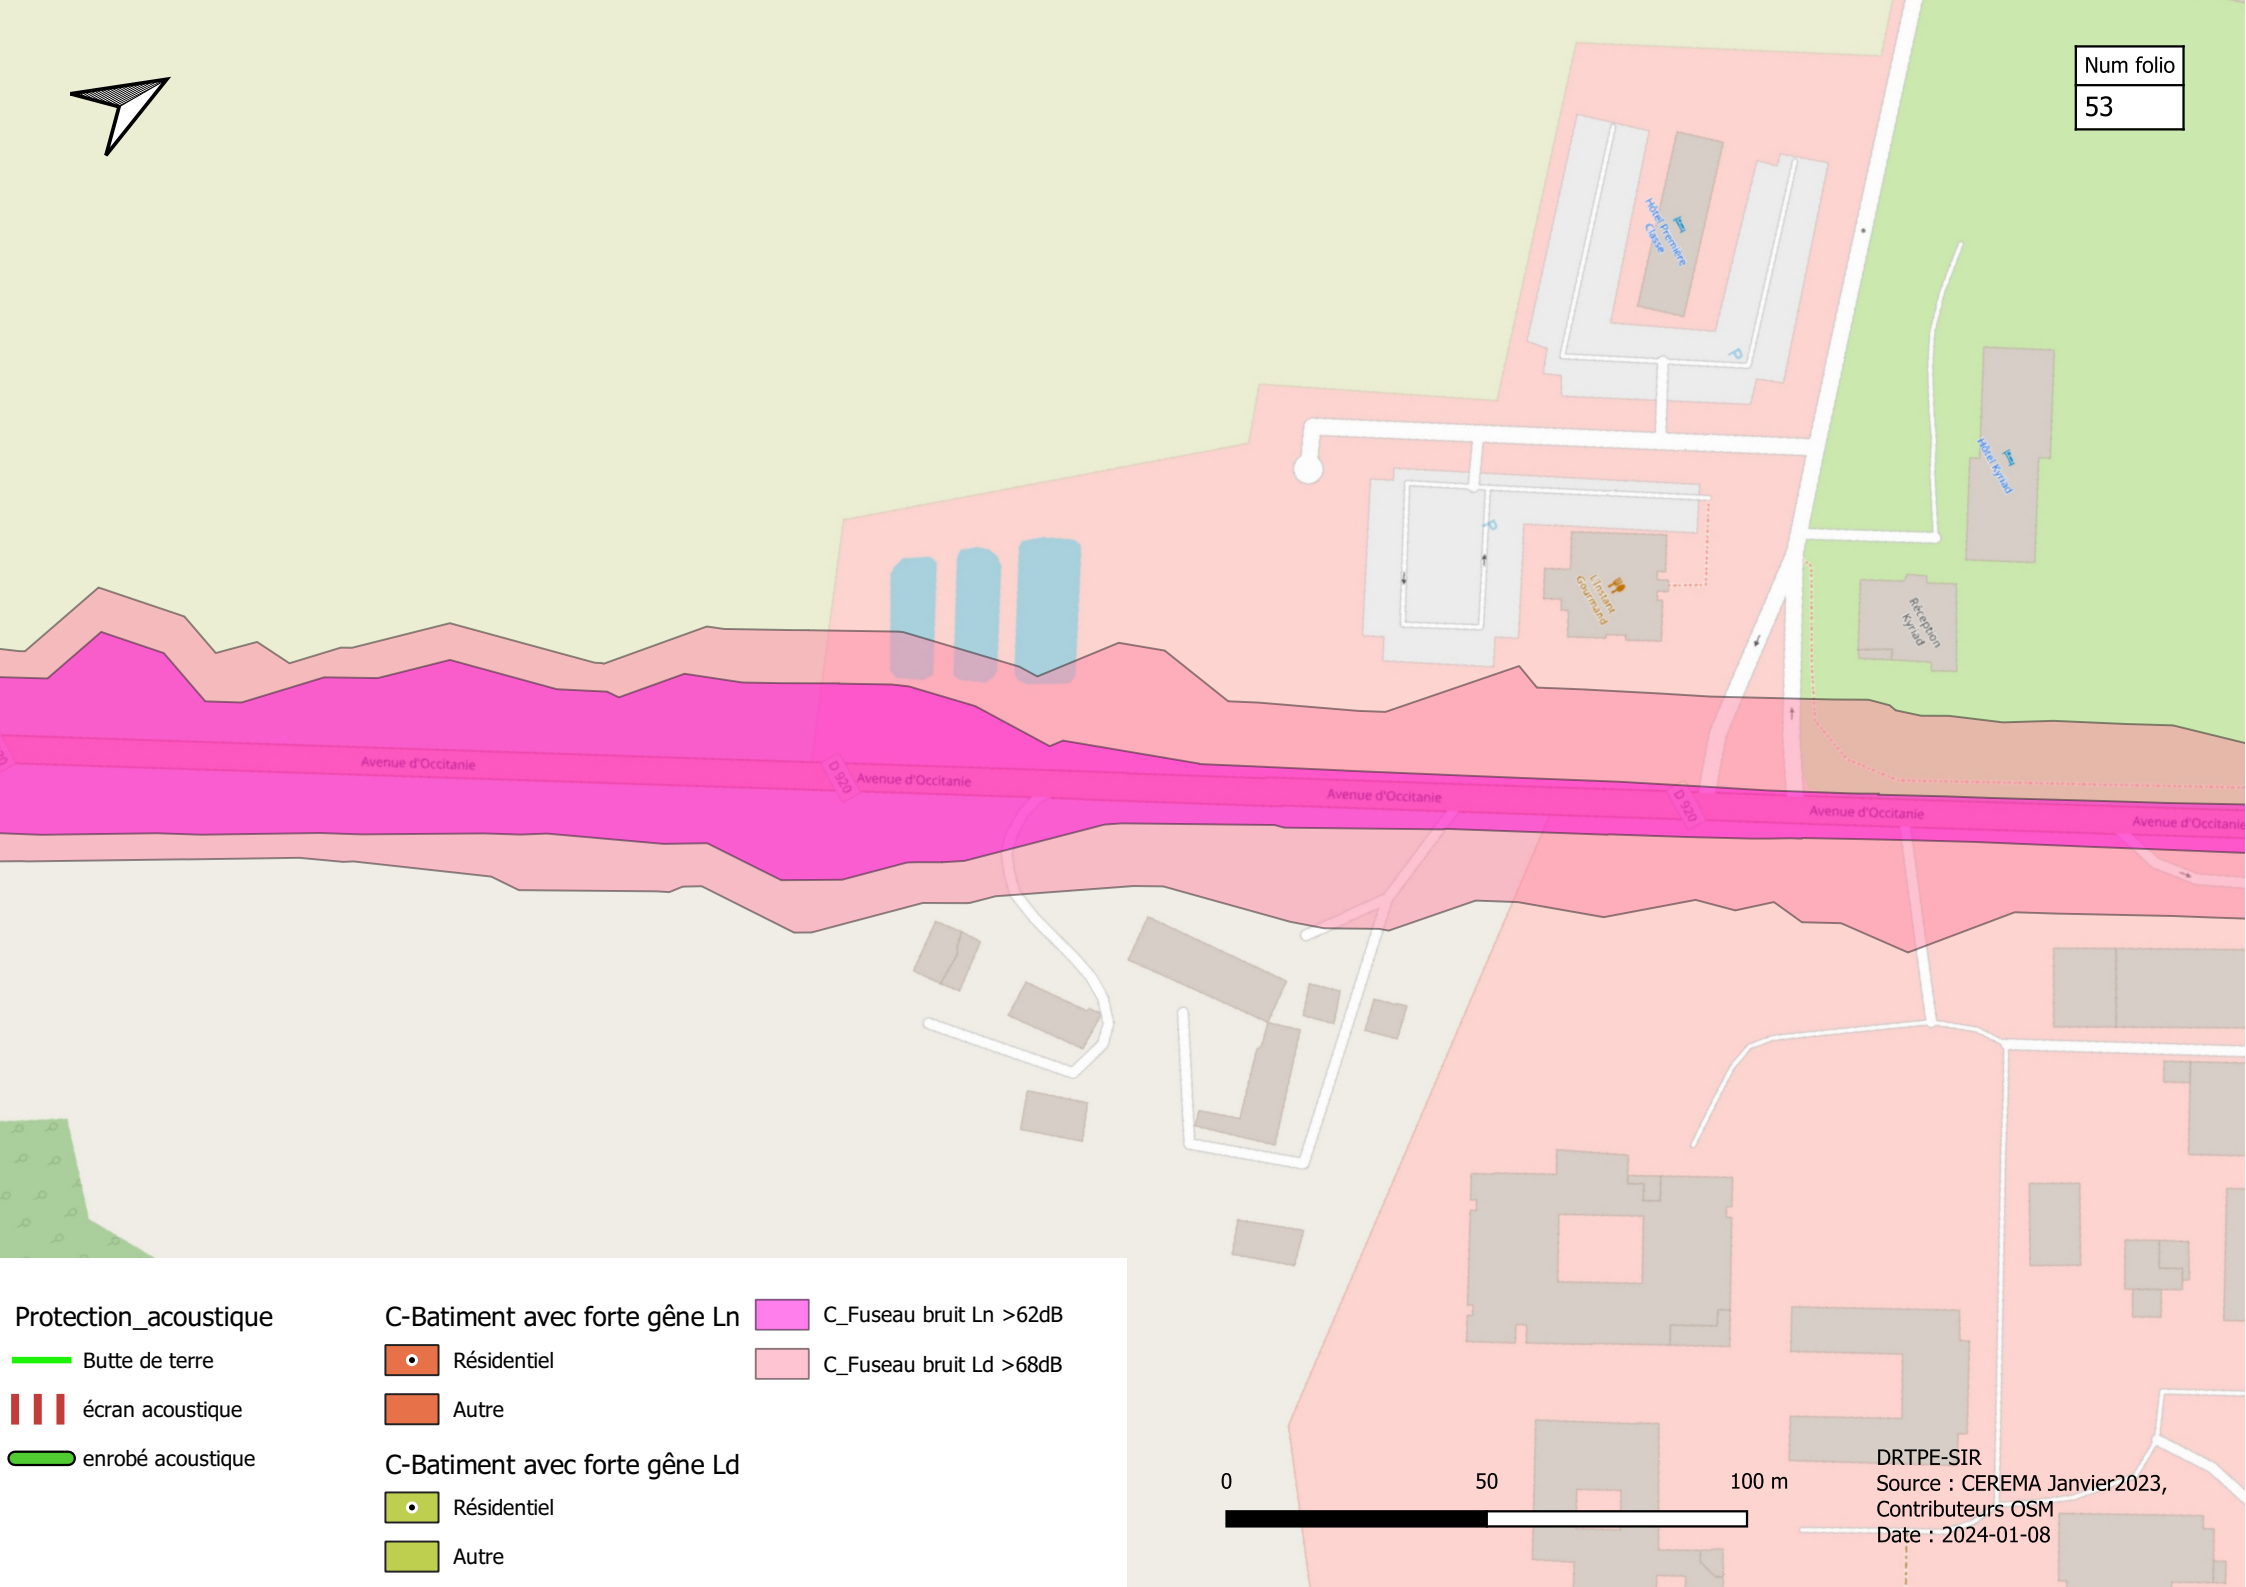 Num folio
53
Hôtel Première
Classe
P
Hôtel Kyriad
P
L'Instant
Gourmand
Réception
Kyriad
Avenue d'Occitanie
D 920
Avenue d'Occitanie
Avenue d'Occitanie
D 920
Avenue d'Occitanie
Avenue d'Occitanie
Protection_acoustique
Butte de terre
écran acoustique
enrobé acoustique
C-Batiment avec forte gêne Ln
Résidentiel
Autre
C-Batiment avec forte gêne Ld
Résidentiel
Autre
C_Fuseau bruit Ln >62dB
C_Fuseau bruit Ld >68dB
0 50 100 m
DRTPE-SIR
Source : CEREMA Janvier2023,
Contributeurs OSM
Date : 2024-01-08